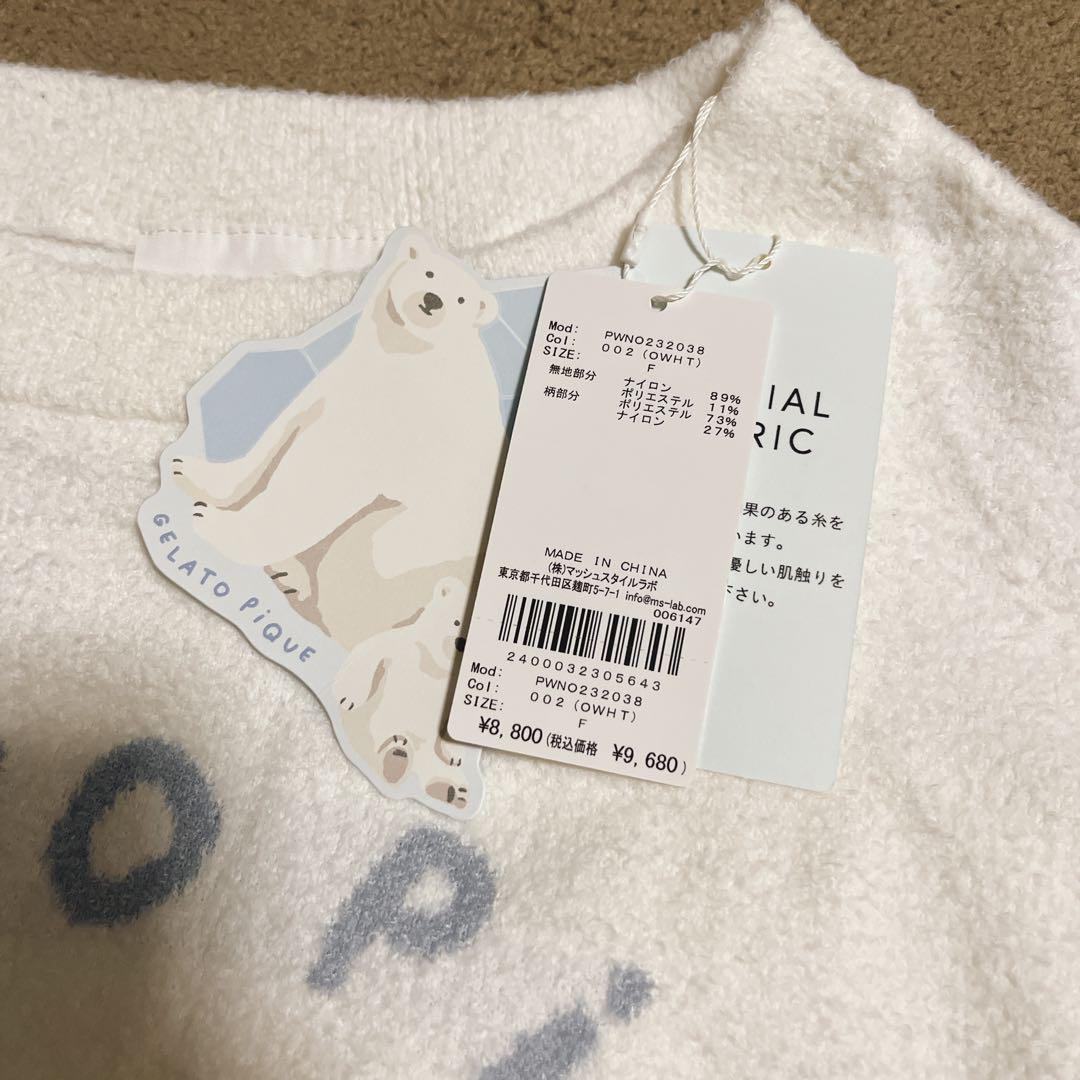 GELATO PiQUE
Mod: PWNO232038
Col: 002 (OWHT)
SIZE: F
無地部分 ナイロン 89%
ポリエステル 11%
柄部分 ポリエステル 73%
ナイロン 27%
MADE IN CHINA
(株)マッシュスタイルラボ
東京都千代田区麹町5-7-1 info@ms-lab.com
006147
2400032305643
Mod: PWNO232038
Col: 002 (OWHT)
SIZE: F
¥8,800 (税込価格 ¥9,680)
IAL
RIC
果のある糸を
います。
優しい肌触りを
下さい。
O Pi